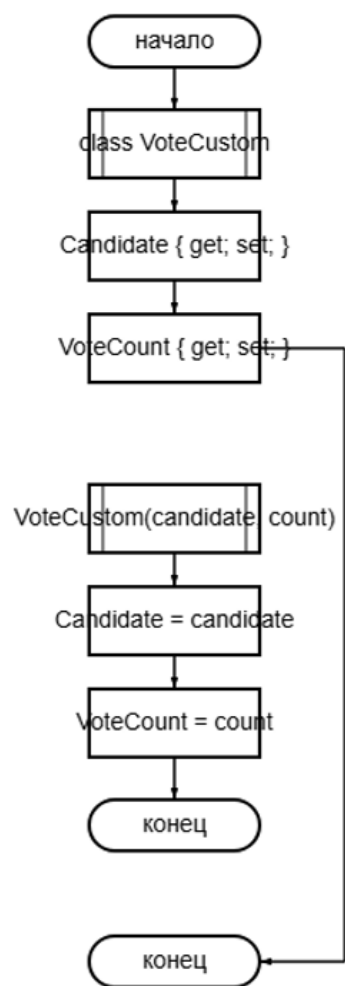 начало
class VoteCustom
Candidate { get; set; }
VoteCount { get; set; }
VoteCustom(candidate, count)
Candidate = candidate
VoteCount = count
конец
конец